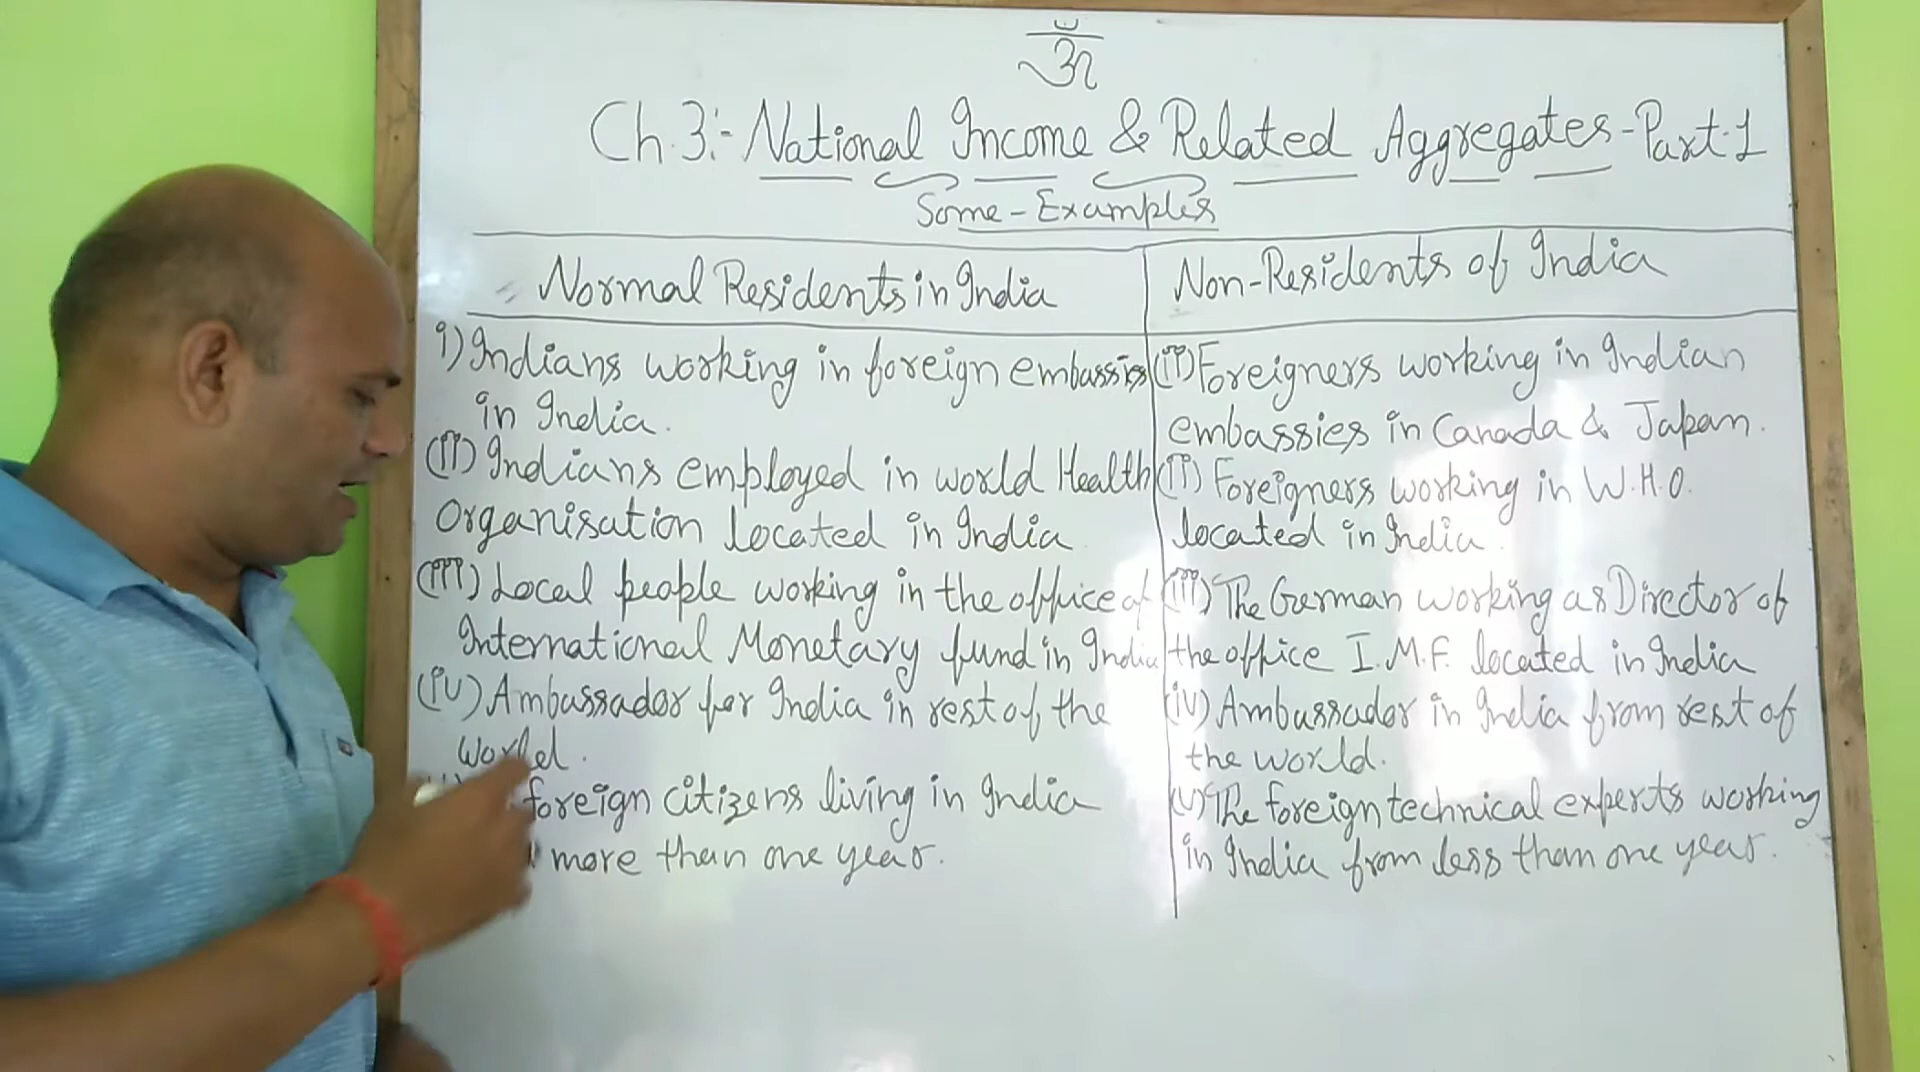 ॐ
Ch.3:- National Income & Related Aggregates-Part-1
Some-Examples
Normal Residents in India
i) Indians working in foreign embassies
in India.
(ii) Indians employed in world Health
Organisation located in India
(iii) Local people working in the office of
International Monetary fund in India
(iv) Ambassador for India in rest of the
world.
foreign citizens living in India
more than one year.
Non-Residents of India
(i) Foreigners working in Indian
embassies in Canada & Japan.
(ii) Foreigners working in W.H.O.
located in India.
(iii) The German working as Director of
the office I.M.F. located in India
(iv) Ambassador in India from rest of
the world.
(v) The foreign technical experts working
in India from less than one year.